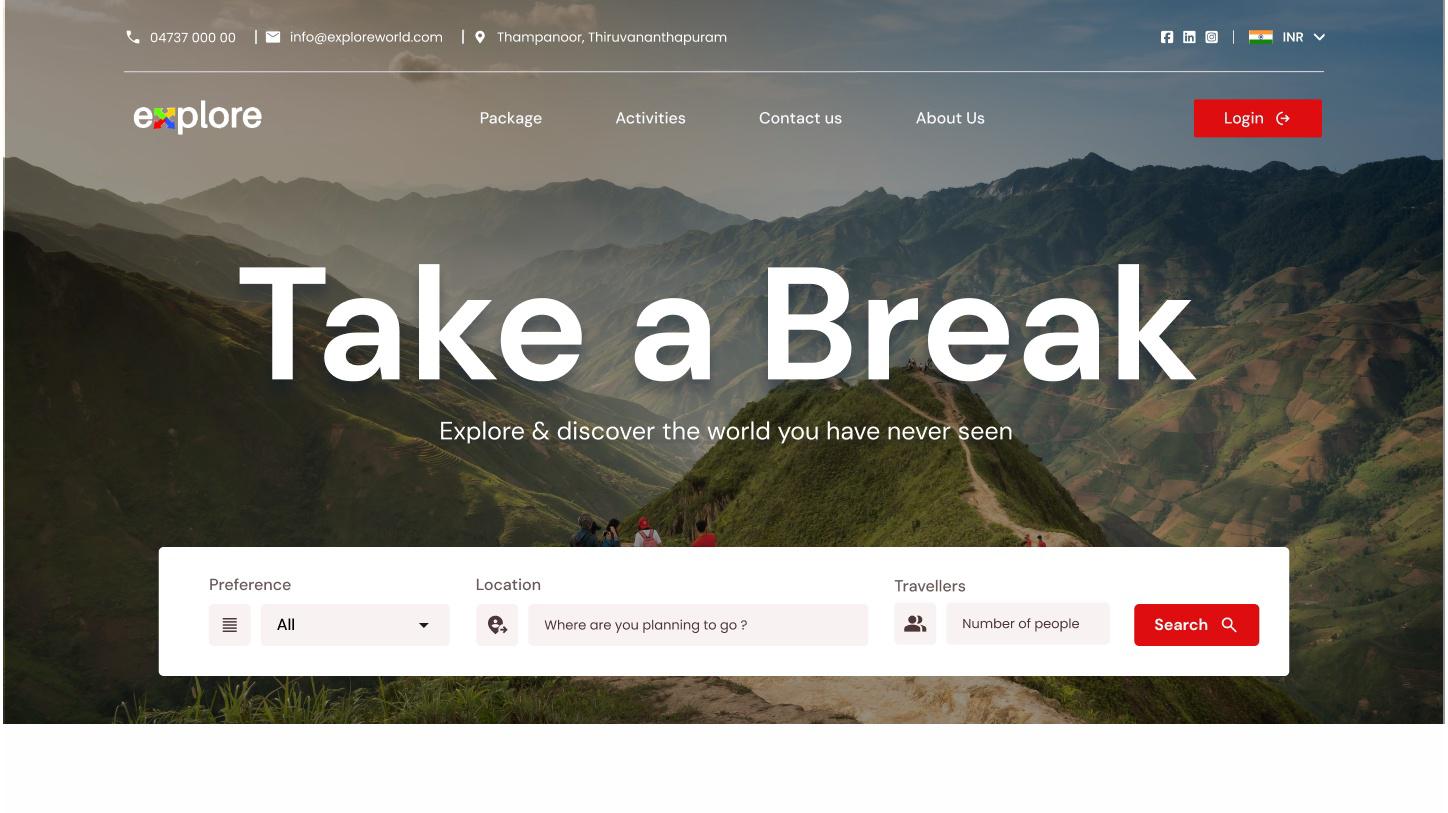 04737 000 00 | info@exploreworld.com | Thampanoor, Thiruvananthapuram | INR
explore Package Activities Contact us About Us Login
Take a Break
Explore & discover the world you have never seen
Preference Location Travellers
All Where are you planning to go ? Number of people Search